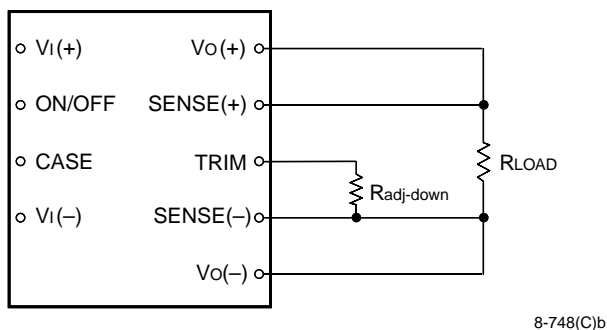 VI(+) VO(+)
ON/OFF SENSE(+)
CASE TRIM RLOAD
Radj-down
VI(–) SENSE(–)
VO(–)
8-748(C)b